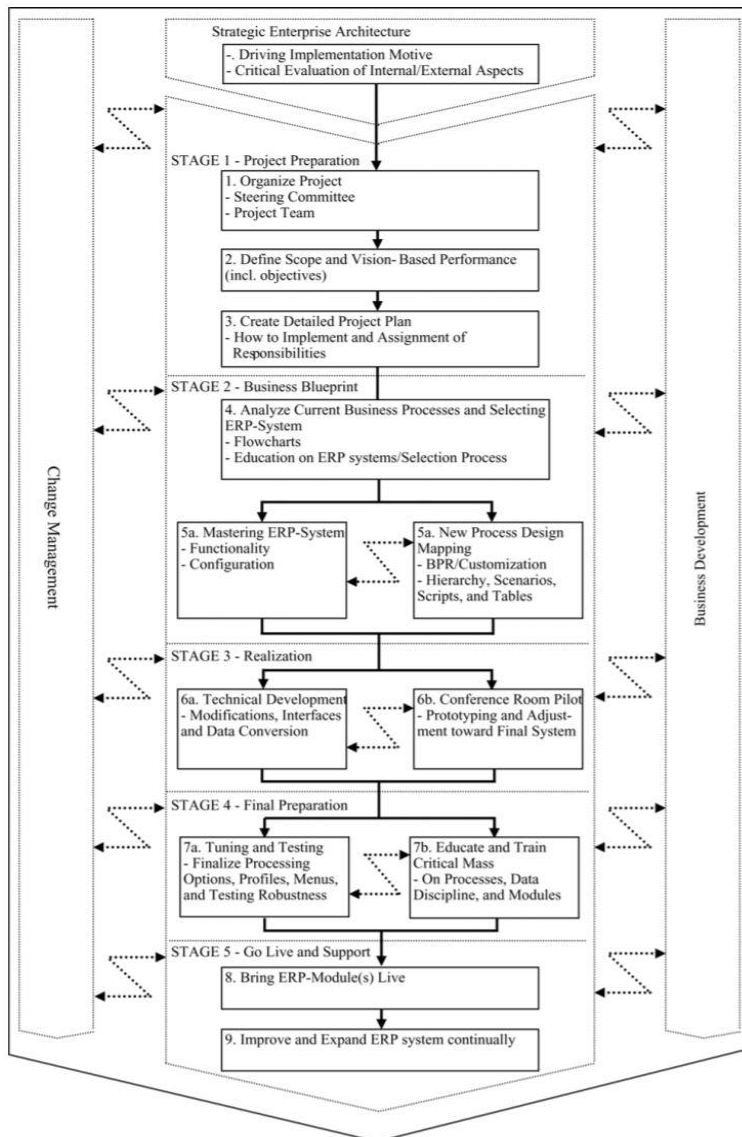 Strategic Enterprise Architecture
-. Driving Implementation Motive
- Critical Evaluation of Internal/External Aspects
STAGE 1 - Project Preparation
1. Organize Project
- Steering Committee
- Project Team
2. Define Scope and Vision- Based Performance
(incl. objectives)
3. Create Detailed Project Plan
- How to Implement and Assignment of
Responsibilities
STAGE 2 - Business Blueprint
4. Analyze Current Business Processes and Selecting
ERP-System
- Flowcharts
- Education on ERP systems/Selection Process
5a. Mastering ERP-System
- Functionality
- Configuration
5a. New Process Design
Mapping
- BPR/Customization
- Hierarchy, Scenarios,
Scripts, and Tables
STAGE 3 - Realization
6a. Technical Development
- Modifications, Interfaces
and Data Conversion
6b. Conference Room Pilot
- Prototyping and Adjust-
ment toward Final System
STAGE 4 - Final Preparation
7a. Tuning and Testing
- Finalize Processing
Options, Profiles, Menus,
and Testing Robustness
7b. Educate and Train
Critical Mass
- On Processes, Data
Discipline, and Modules
STAGE 5 - Go Live and Support
8. Bring ERP-Module(s) Live
9. Improve and Expand ERP system continually
Change Management
Business Development